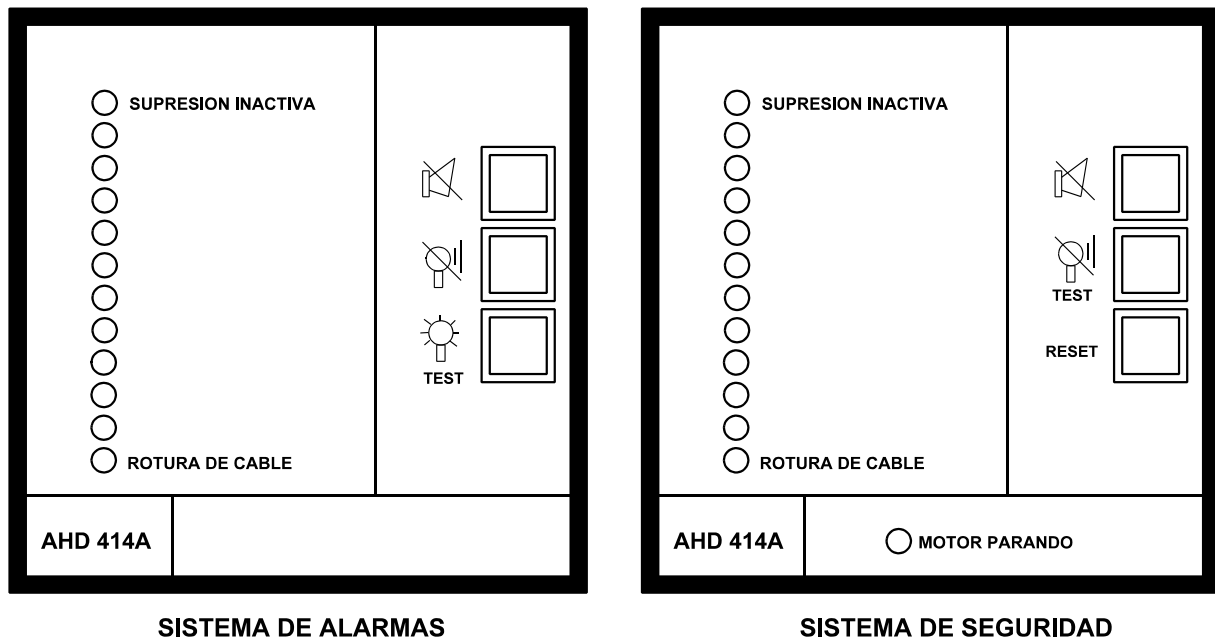 SUPRESION INACTIVA
TEST
ROTURA DE CABLE
AHD 414A
SISTEMA DE ALARMAS
SUPRESION INACTIVA
TEST
RESET
ROTURA DE CABLE
AHD 414A
MOTOR PARANDO
SISTEMA DE SEGURIDAD